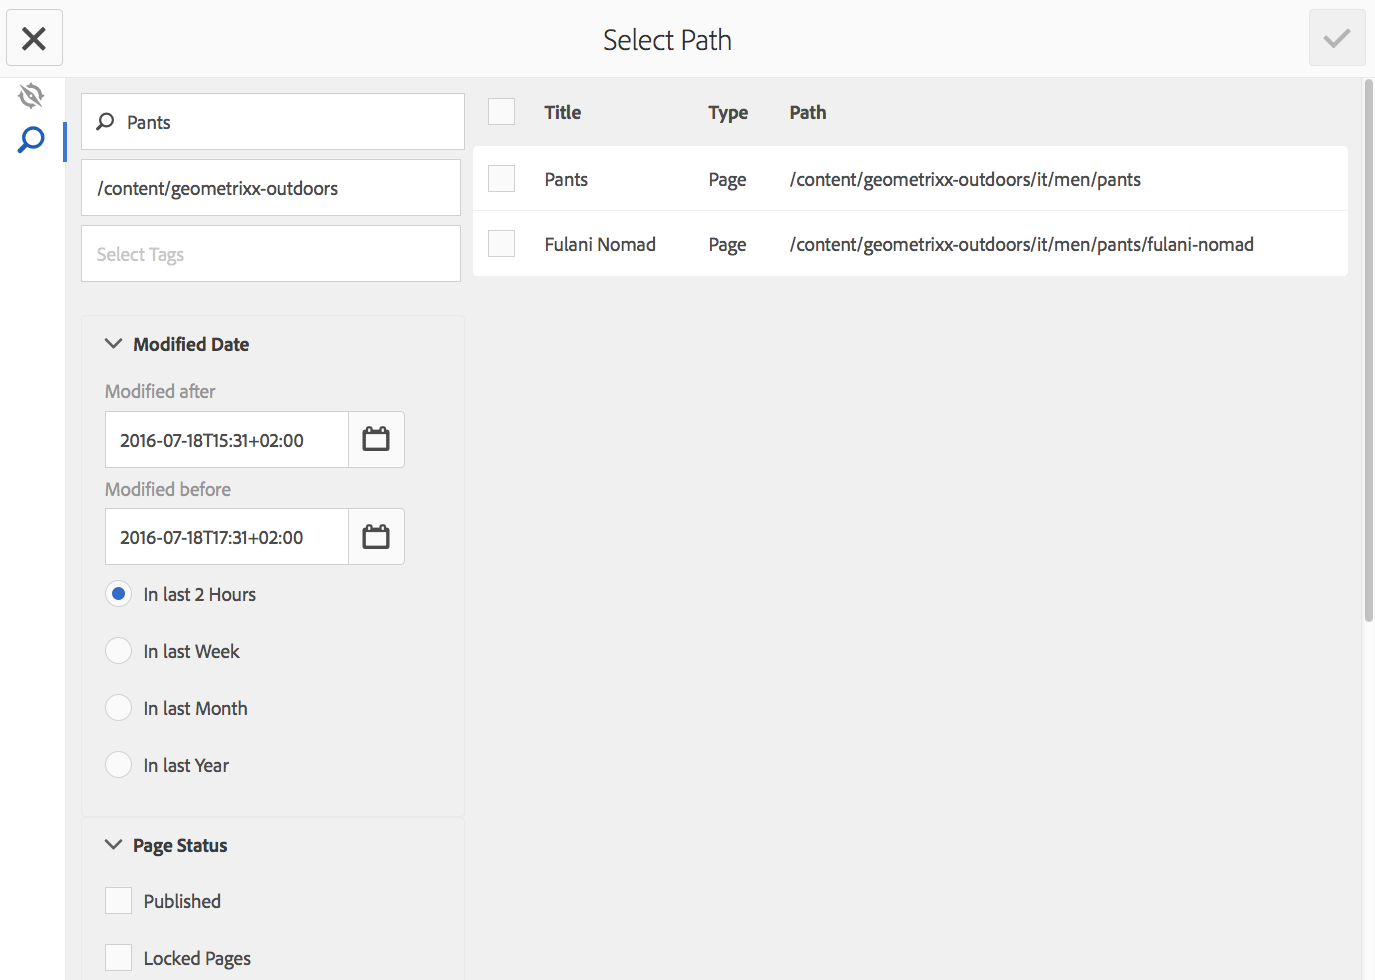 Select Path
Pants
/content/geometrixx-outdoors
Select Tags
Modified Date
Modified after
2016-07-18T15:31+02:00
Modified before
2016-07-18T17:31+02:00
In last 2 Hours
In last Week
In last Month
In last Year
Page Status
Published
Locked Pages
Title Type Path
Pants Page /content/geometrixx-outdoors/it/men/pants
Fulani Nomad Page /content/geometrixx-outdoors/it/men/pants/fulani-nomad